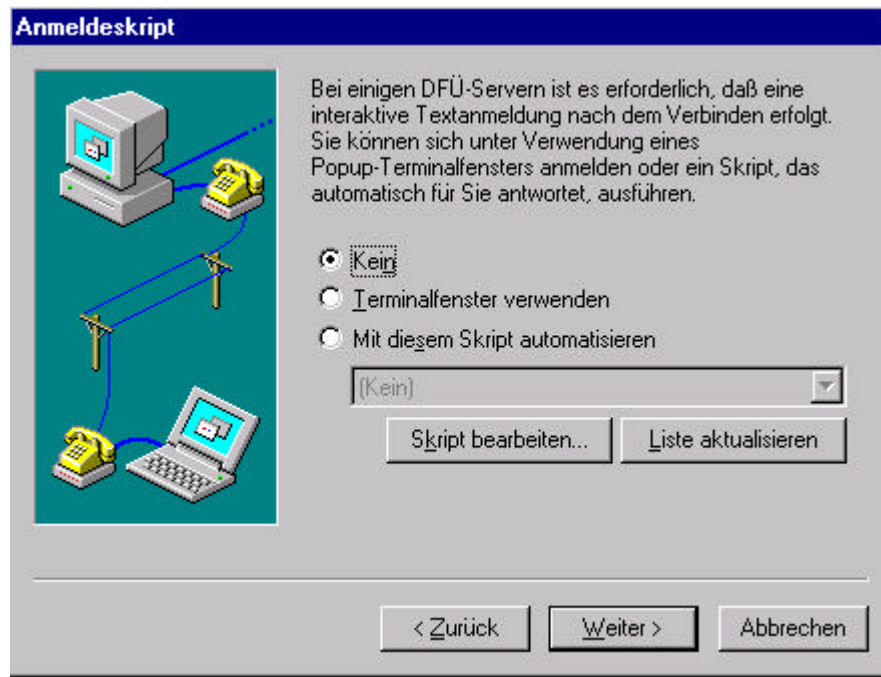 Anmeldeskript
Bei einigen DFÜ-Servern ist es erforderlich, daß eine
interaktive Textanmeldung nach dem Verbinden erfolgt.
Sie können sich unter Verwendung eines
Popup-Terminalfensters anmelden oder ein Skript, das
automatisch für Sie antwortet, ausführen.
Kein
Terminalfenster verwenden
Mit diesem Skript automatisieren
(Kein)
Skript bearbeiten... Liste aktualisieren
< Zurück Weiter > Abbrechen